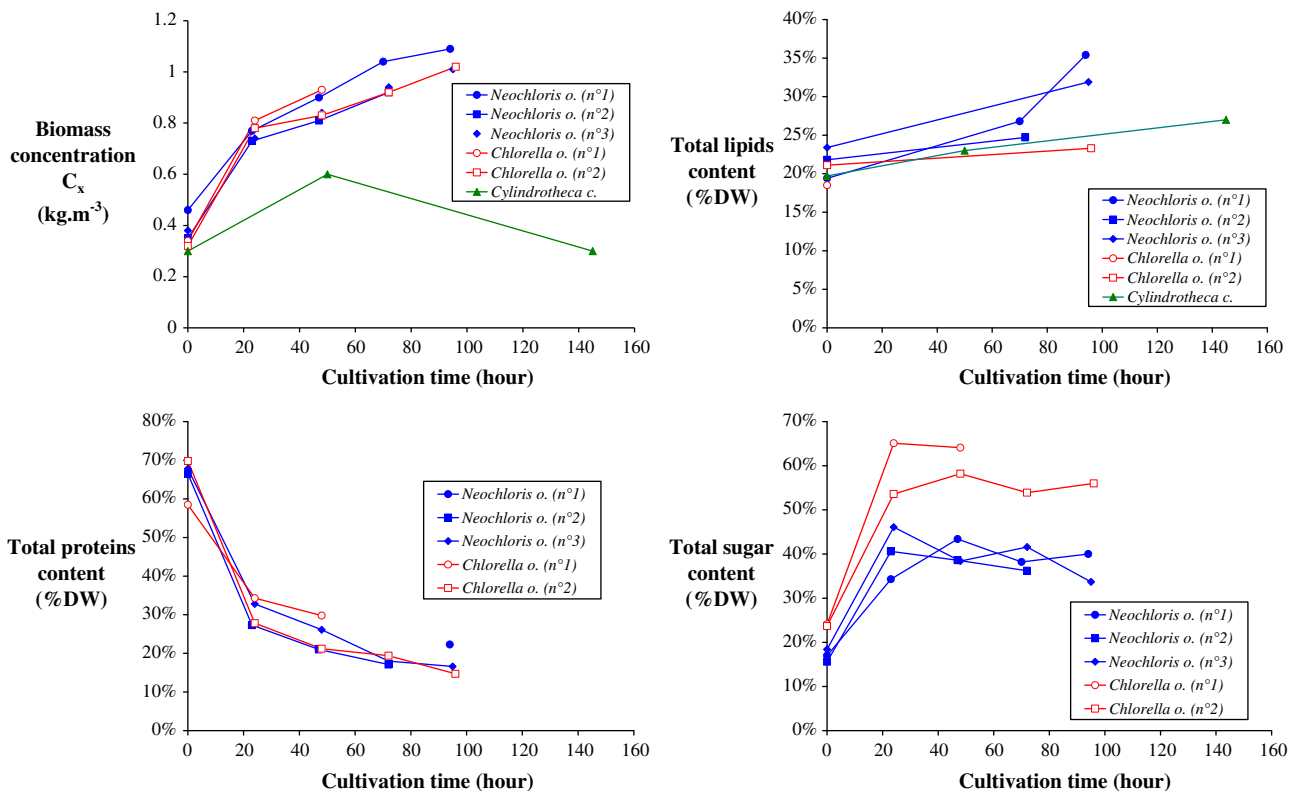 Biomass
concentration
Cₓ
(kg.m⁻³)
1.2
1
0.8
0.6
0.4
0.2
0
0 20 40 60 80 100 120 140 160
Cultivation time (hour)
Neochloris o. (n°1)
Neochloris o. (n°2)
Neochloris o. (n°3)
Chlorella o. (n°1)
Chlorella o. (n°2)
Cylindrotheca c.
Total lipids
content
(%DW)
40%
35%
30%
25%
20%
15%
10%
5%
0%
0 20 40 60 80 100 120 140 160
Cultivation time (hour)
Neochloris o. (n°1)
Neochloris o. (n°2)
Neochloris o. (n°3)
Chlorella o. (n°1)
Chlorella o. (n°2)
Cylindrotheca c.
Total proteins
content
(%DW)
80%
70%
60%
50%
40%
30%
20%
10%
0%
0 20 40 60 80 100 120 140 160
Cultivation time (hour)
Neochloris o. (n°1)
Neochloris o. (n°2)
Neochloris o. (n°3)
Chlorella o. (n°1)
Chlorella o. (n°2)
Total sugar
content
(%DW)
70%
60%
50%
40%
30%
20%
10%
0%
0 20 40 60 80 100 120 140 160
Cultivation time (hour)
Neochloris o. (n°1)
Neochloris o. (n°2)
Neochloris o. (n°3)
Chlorella o. (n°1)
Chlorella o. (n°2)